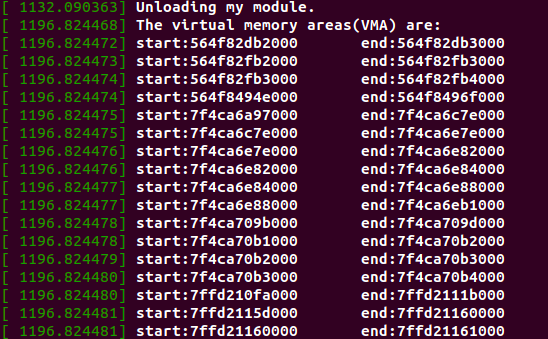 [ 1132.090363] Unloading my module.
[ 1196.824468] The virtual memory areas(VMA) are:
[ 1196.824472] start:564f82db2000 end:564f82db3000
[ 1196.824473] start:564f82fb2000 end:564f82fb3000
[ 1196.824474] start:564f82fb3000 end:564f82fb4000
[ 1196.824474] start:564f8494e000 end:564f8496f000
[ 1196.824475] start:7f4ca6a97000 end:7f4ca6c7e000
[ 1196.824475] start:7f4ca6c7e000 end:7f4ca6e7e000
[ 1196.824476] start:7f4ca6e7e000 end:7f4ca6e82000
[ 1196.824476] start:7f4ca6e82000 end:7f4ca6e84000
[ 1196.824477] start:7f4ca6e84000 end:7f4ca6e88000
[ 1196.824477] start:7f4ca6e88000 end:7f4ca6eb1000
[ 1196.824478] start:7f4ca709b000 end:7f4ca709d000
[ 1196.824478] start:7f4ca70b1000 end:7f4ca70b2000
[ 1196.824479] start:7f4ca70b2000 end:7f4ca70b3000
[ 1196.824480] start:7f4ca70b3000 end:7f4ca70b4000
[ 1196.824480] start:7ffd210fa000 end:7ffd2111b000
[ 1196.824481] start:7ffd2115d000 end:7ffd21160000
[ 1196.824481] start:7ffd21160000 end:7ffd21161000